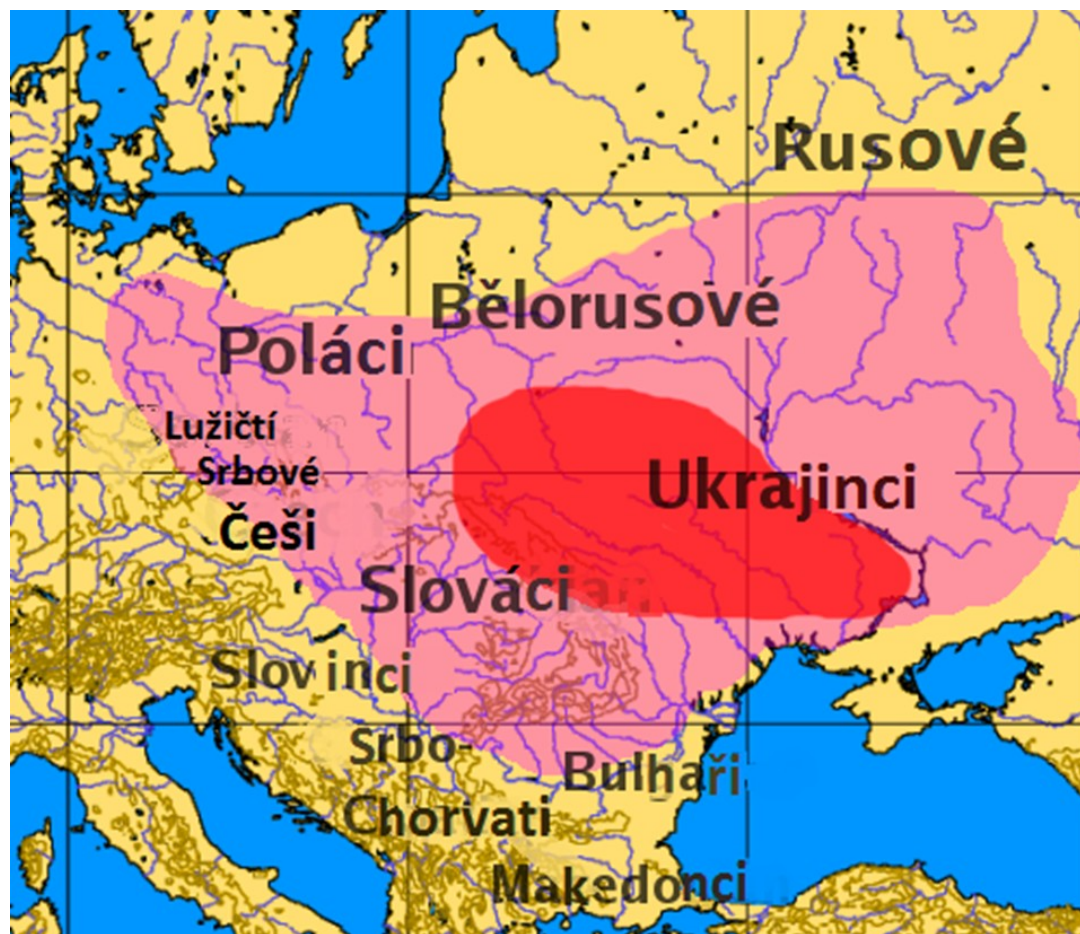 Rusové
Bělorusové
Poláci
Lužičtí
Srbové
Ukrajinci
Češi
Slováci
Slovinci
Srbo-
Bulhaři
Chorvati
Makedonci